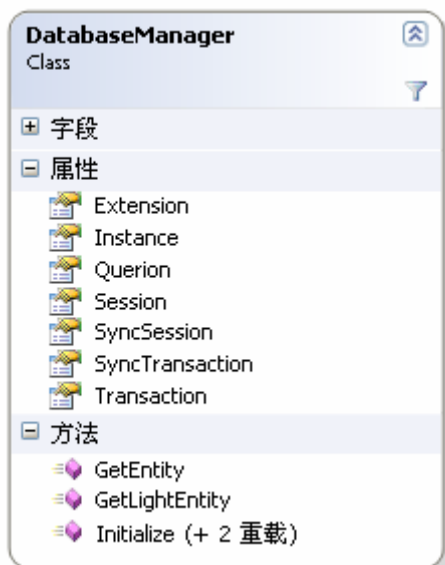 DatabaseManager
Class
字段
属性
Extension
Instance
Querion
Session
SyncSession
SyncTransaction
Transaction
方法
GetEntity
GetLightEntity
Initialize (+ 2 重载)